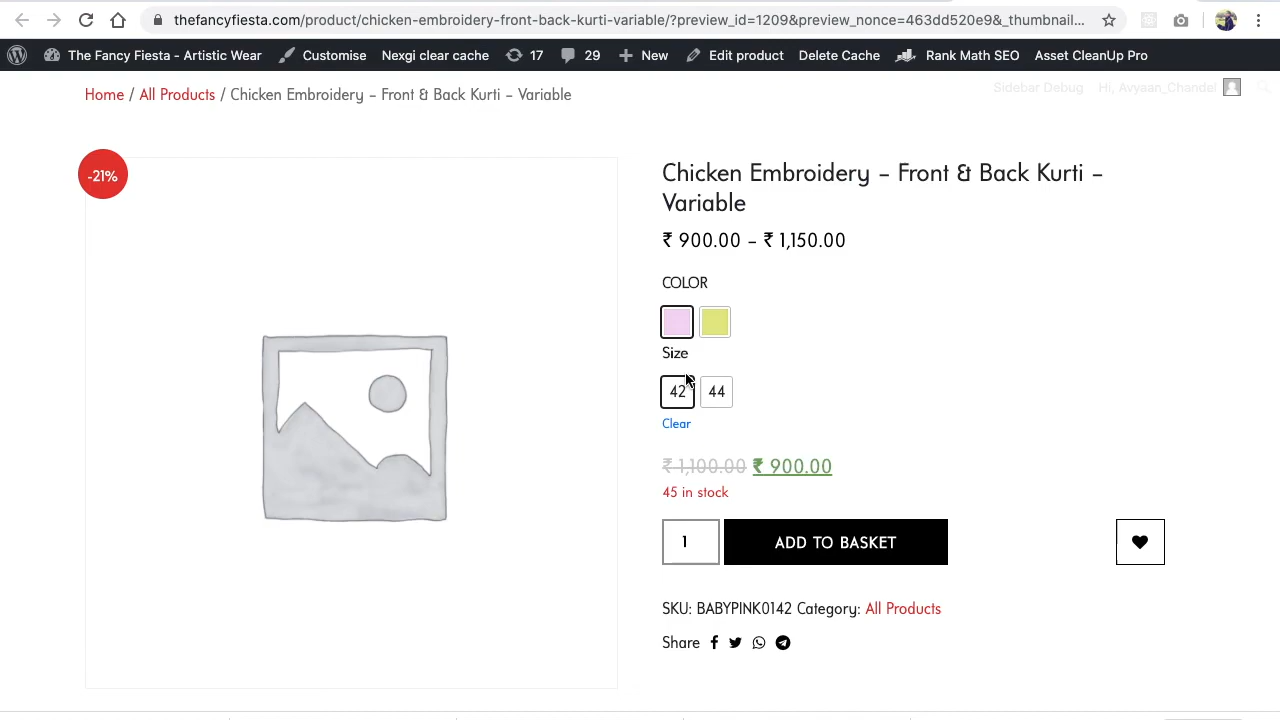 thefancyfiesta.com/product/chicken-embroidery-front-back-kurti-variable/?preview_id=1209&preview_nonce=463dd520e9&_thumbnail...
The Fancy Fiesta - Artistic Wear Customise Nexgi clear cache 17 29 New Edit product Delete Cache Rank Math SEO Asset CleanUp Pro
Sidebar Debug Hi, Avyaan_Chandel
Home / All Products / Chicken Embroidery – Front & Back Kurti – Variable
-21%
Chicken Embroidery – Front & Back Kurti –
Variable
₹ 900.00 – ₹ 1,150.00
COLOR
Size
42 44
Clear
₹ 1,100.00 ₹ 900.00
45 in stock
1 ADD TO BASKET
SKU: BABYPINK0142 Category: All Products
Share